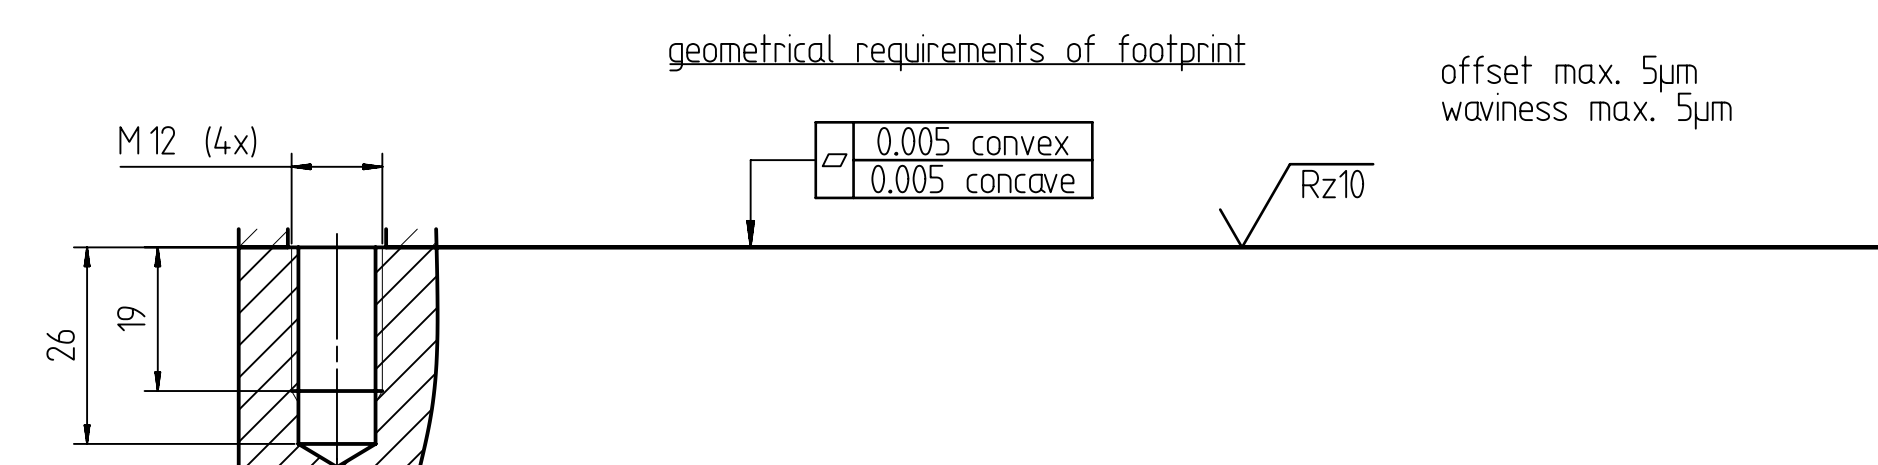 geometrical requirements of footprint
offset max. 5µm
waviness max. 5µm
M12 (4x)
0.005 convex
0.005 concave
Rz10
19
26